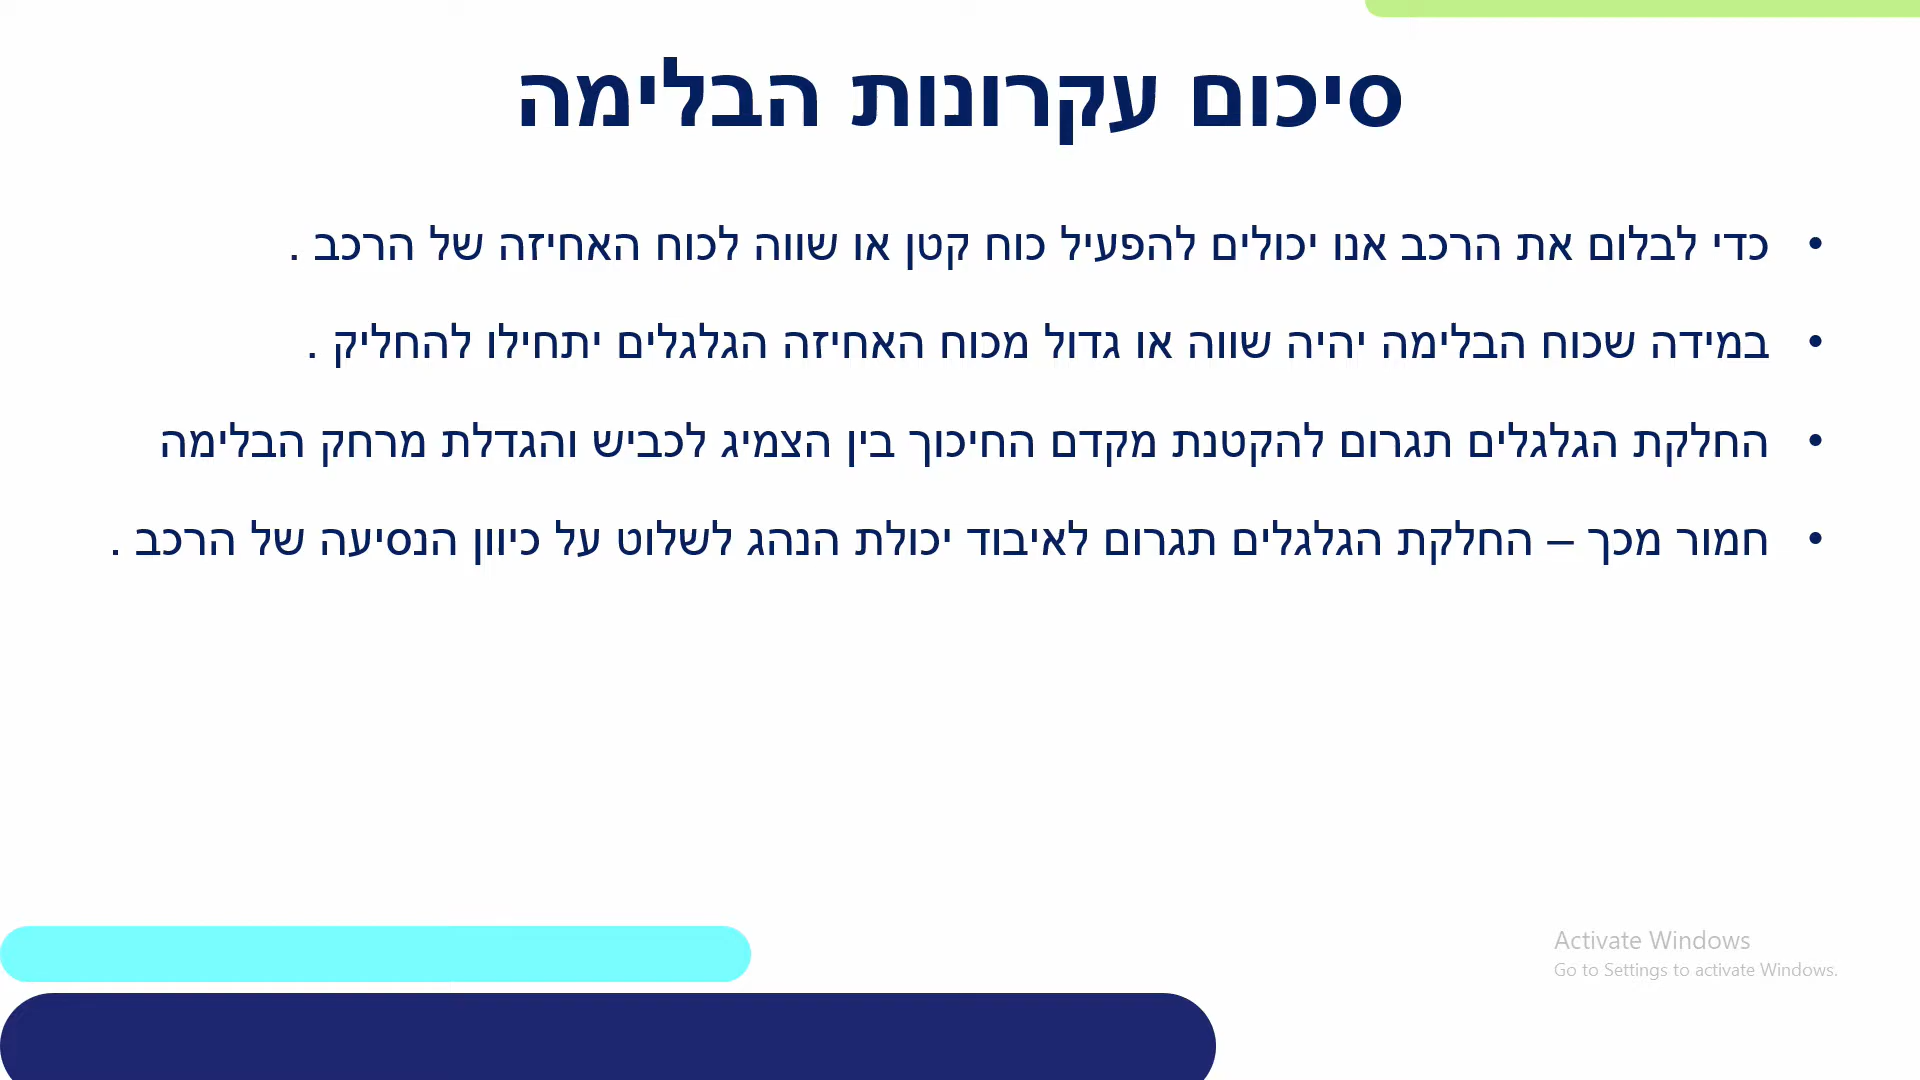 סיכום עקרונות הבלימה
• כדי לבלום את הרכב אנו יכולים להפעיל כוח קטן או שווה לכוח האחיזה של הרכב .
• במידה שכוח הבלימה יהיה שווה או גדול מכוח האחיזה הגלגלים יתחילו להחליק .
• החלקת הגלגלים תגרום להקטנת מקדם החיכוך בין הצמיג לכביש והגדלת מרחק הבלימה
• חמור מכך – החלקת הגלגלים תגרום לאיבוד יכולת הנהג לשלוט על כיוון הנסיעה של הרכב .
Activate Windows
Go to Settings to activate Windows.